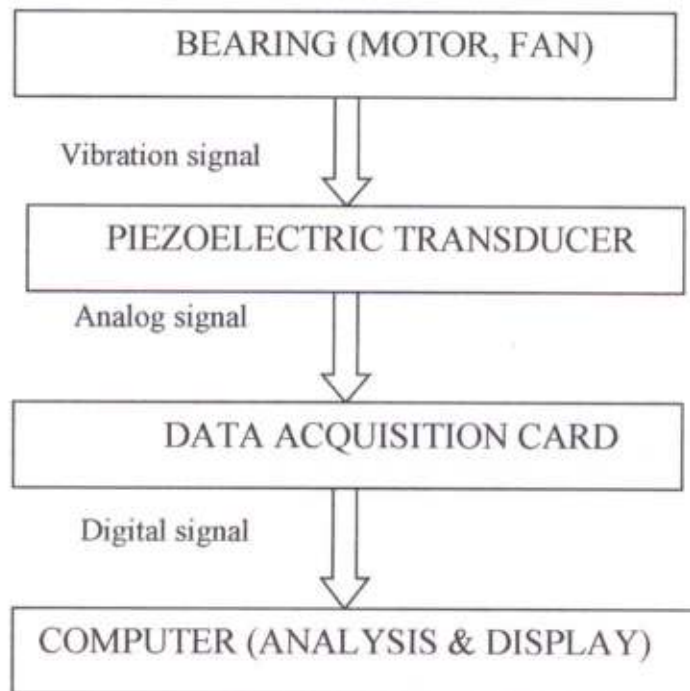 BEARING (MOTOR, FAN)
Vibration signal
PIEZOELECTRIC TRANSDUCER
Analog signal
DATA ACQUISITION CARD
Digital signal
COMPUTER (ANALYSIS & DISPLAY)